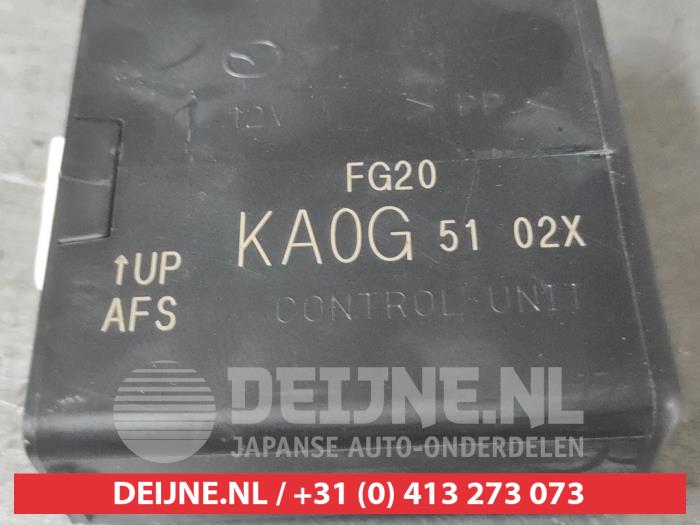 12V >PP<
FG20
KA0G 51 02X
↑UP
AFS
CONTROL UNIT
DEIJNE.NL
JAPANSE AUTO-ONDERDELEN
DEIJNE.NL / +31 (0) 413 273 073